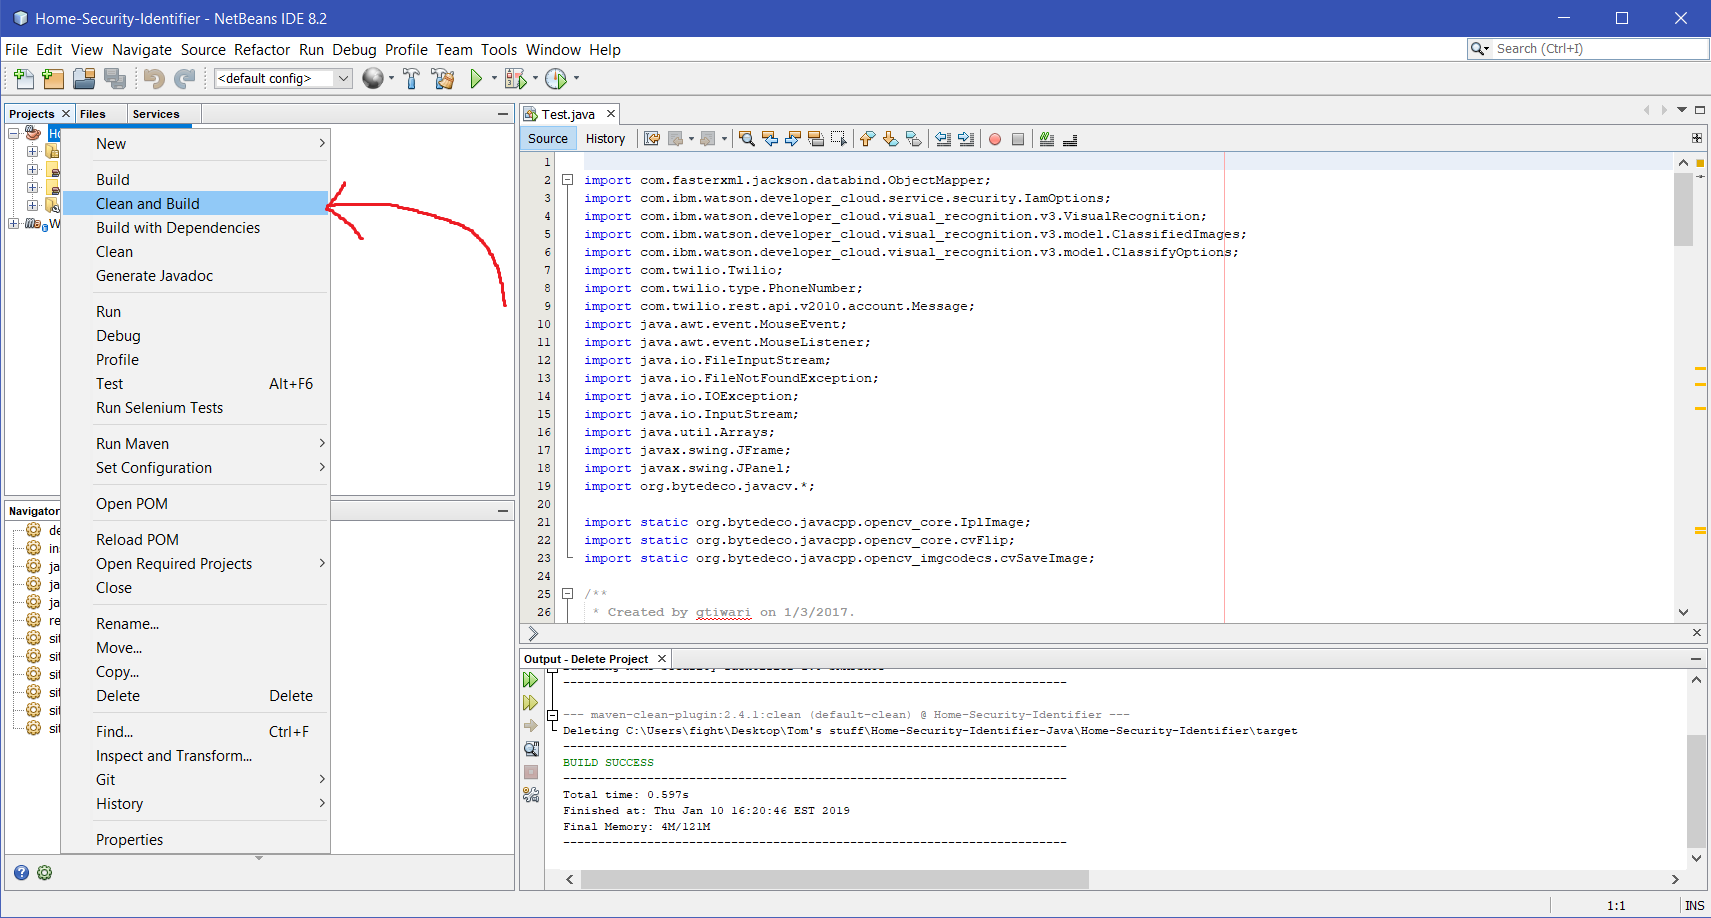 Home-Security-Identifier - NetBeans IDE 8.2
File Edit View Navigate Source Refactor Run Debug Profile Team Tools Window Help
Search (Ctrl+I)
<default config>
Projects
Files
Services
New
Build
Clean and Build
Build with Dependencies
Clean
Generate Javadoc
Run
Debug
Profile
Test Alt+F6
Run Selenium Tests
Run Maven
Set Configuration
Open POM
Reload POM
Open Required Projects
Close
Rename...
Move...
Copy...
Delete Delete
Find... Ctrl+F
Inspect and Transform...
Git
History
Properties
Navigator
de
in
ja
ja
ja
re
sit
sit
sit
sit
sit
sit
Test.java
Source History
1
2 import com.fasterxml.jackson.databind.ObjectMapper;
3 import com.ibm.watson.developer_cloud.service.security.IamOptions;
4 import com.ibm.watson.developer_cloud.visual_recognition.v3.VisualRecognition;
5 import com.ibm.watson.developer_cloud.visual_recognition.v3.model.ClassifiedImages;
6 import com.ibm.watson.developer_cloud.visual_recognition.v3.model.ClassifyOptions;
7 import com.twilio.Twilio;
8 import com.twilio.type.PhoneNumber;
9 import com.twilio.rest.api.v2010.account.Message;
10 import java.awt.event.MouseEvent;
11 import java.awt.event.MouseListener;
12 import java.io.FileInputStream;
13 import java.io.FileNotFoundException;
14 import java.io.IOException;
15 import java.io.InputStream;
16 import java.util.Arrays;
17 import javax.swing.JFrame;
18 import javax.swing.JPanel;
19 import org.bytedeco.javacv.*;
20
21 import static org.bytedeco.javacpp.opencv_core.IplImage;
22 import static org.bytedeco.javacpp.opencv_core.cvFlip;
23 import static org.bytedeco.javacpp.opencv_imgcodecs.cvSaveImage;
24
25 /**
26 * Created by gtiwari on 1/3/2017.
Output - Delete Project
------------------------------------------------------------------------
--- maven-clean-plugin:2.4.1:clean (default-clean) @ Home-Security-Identifier ---
Deleting C:\Users\fight\Desktop\Tom's stuff\Home-Security-Identifier-Java\Home-Security-Identifier\target
------------------------------------------------------------------------
BUILD SUCCESS
------------------------------------------------------------------------
Total time: 0.597s
Finished at: Thu Jan 10 16:20:46 EST 2019
Final Memory: 4M/121M
------------------------------------------------------------------------
1:1 INS